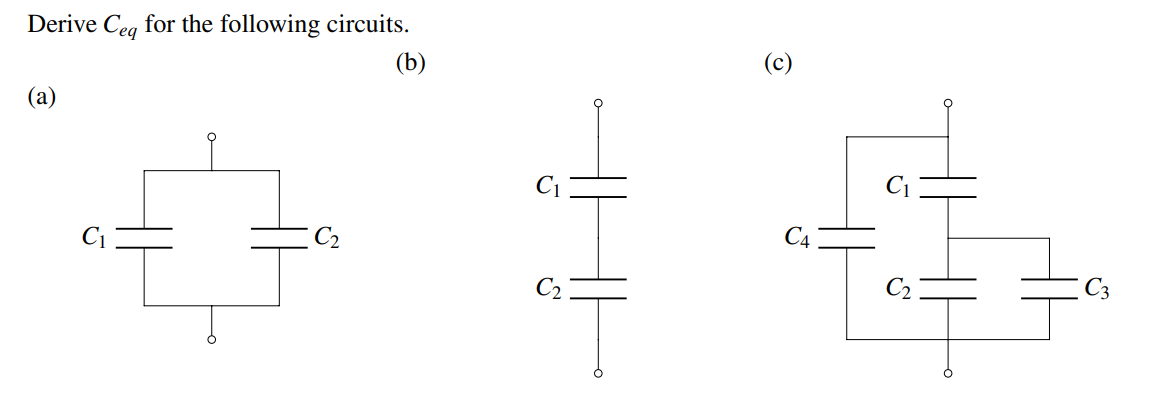 Derive C_eq for the following circuits.
(a)
C₁
C₂
(b)
C₁
C₂
(c)
C₁
C₄
C₂
C₃